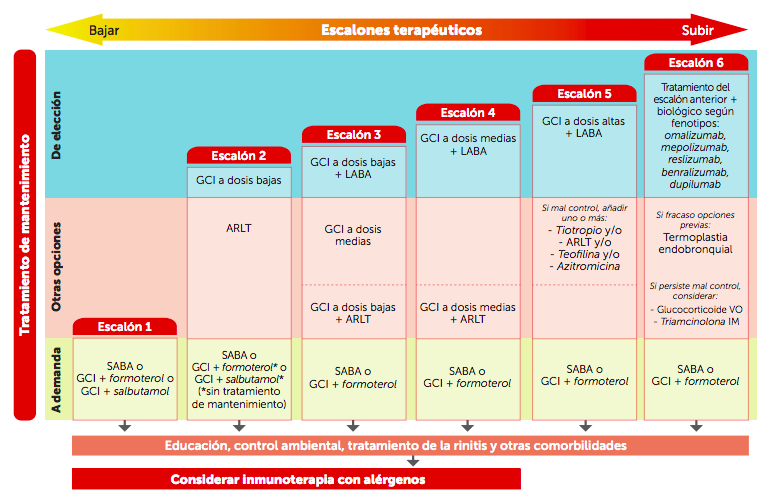 Bajar
Escalones terapéuticos
Subir
Tratamiento de mantenimiento
De elección
Otras opciones
A demanda
Escalón 1
SABA o
GCI + formoterol o
GCI + salbutamol
Escalón 2
GCI a dosis bajas
ARLT
SABA o
GCI + formoterol* o
GCI + salbutamol*
(*sin tratamiento
de mantenimiento)
Escalón 3
GCI a dosis bajas
+ LABA
GCI a dosis
medias
GCI a dosis bajas
+ ARLT
SABA o
GCI + formoterol
Escalón 4
GCI a dosis medias
+ LABA
GCI a dosis medias
+ ARLT
SABA o
GCI + formoterol
Escalón 5
GCI a dosis altas
+ LABA
Si mal control, añadir
uno o más:
- Tiotropio y/o
- ARLT y/o
- Teofilina y/o
- Azitromicina
SABA o
GCI + formoterol
Escalón 6
Tratamiento del
escalón anterior +
biológico según
fenotipos:
omalizumab,
mepolizumab,
reslizumab,
benralizumab,
dupilumab
Si fracaso opciones
previas:
Termoplastia
endobronquial
Si persiste mal control,
considerar:
- Glucocorticoide VO
- Triamcinolona IM
SABA o
GCI + formoterol
Educación, control ambiental, tratamiento de la rinitis y otras comorbilidades
Considerar inmunoterapia con alérgenos